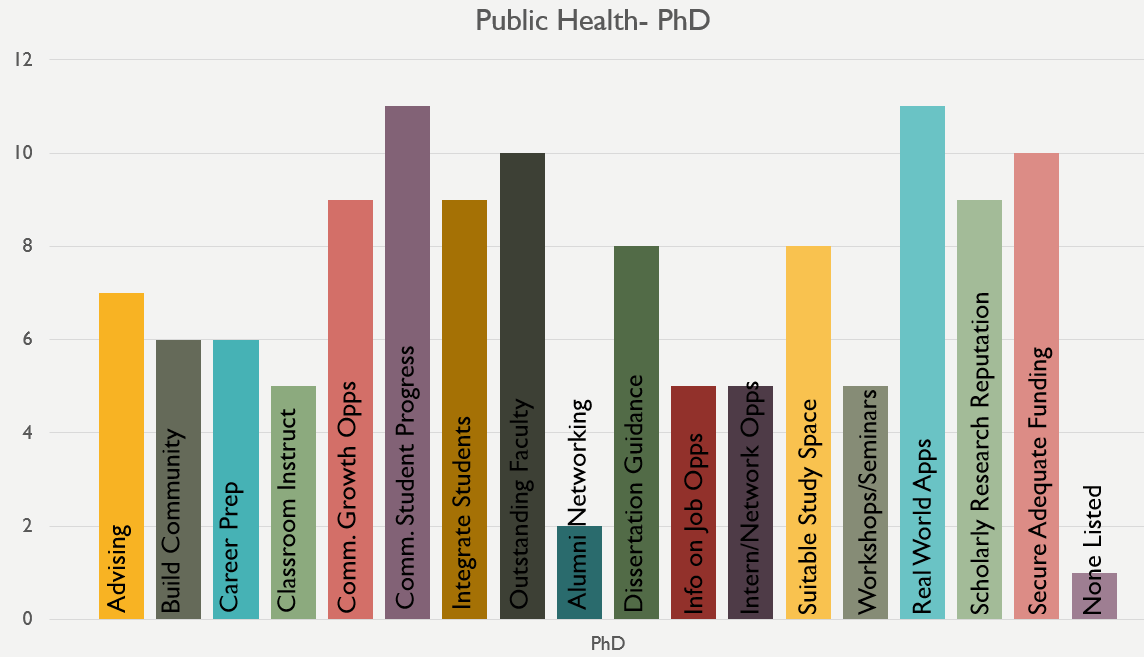 Public Health- PhD
12
10
8
6
4
2
0
Advising
Build Community
Career Prep
Classroom Instruct
Comm. Growth Opps
Comm. Student Progress
Integrate Students
Outstanding Faculty
Alumni Networking
Dissertation Guidance
Info on Job Opps
Intern/Network Opps
Suitable Study Space
Workshops/Seminars
Real World Apps
Scholarly Research Reputation
Secure Adequate Funding
None Listed
PhD